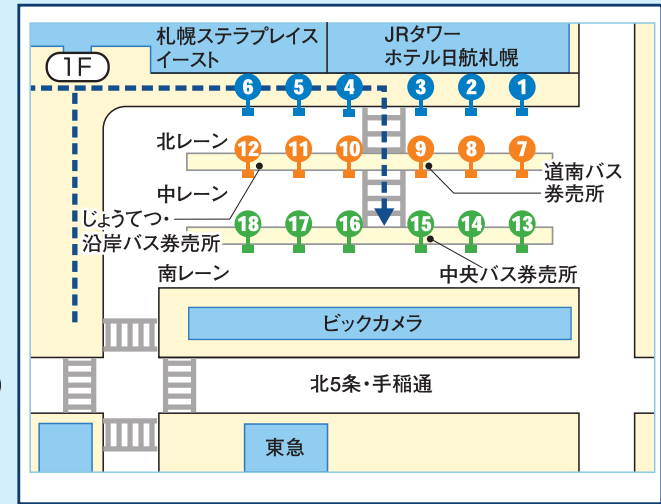 札幌ステラプレイス
イースト
JRタワー
ホテル日航札幌
1F
6
5
4
3
2
1
北レーン
12
11
10
9
8
7
道南バス
券売所
中レーン
じょうてつ・
沿岸バス券売所
18
17
16
15
14
13
南レーン
中央バス券売所
ビックカメラ
北5条・手稲通
東急